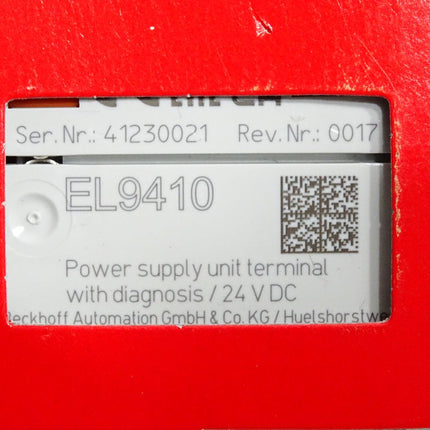 Ser.Nr.: 41230021 Rev.Nr.: 0017
EL9410
Power supply unit terminal
with diagnosis / 24 V DC
Beckhoff Automation GmbH & Co. KG / Huelshorstwe